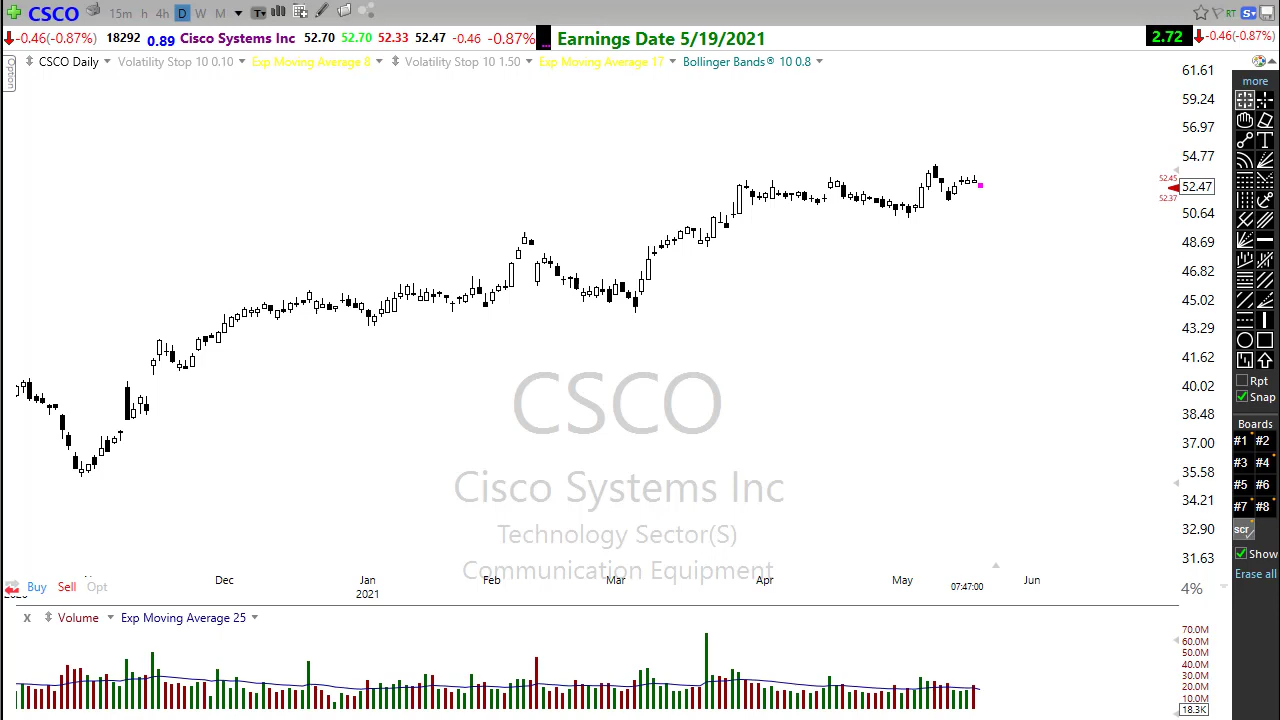 CSCO 15m h 4h D W M T RT S
-0.46(-0.87%) 18292 0.89 Cisco Systems Inc 52.70 52.70 52.33 52.47 -0.46 -0.87% ... Earnings Date 5/19/2021 2.72 -0.46(-0.87%)
Option CSCO Daily Volatility Stop 10 0.10 Exp Moving Average 8 Volatility Stop 10 1.50 Exp Moving Average 17 Bollinger Bands® 10 0.8
61.61
59.24
56.97
54.77
52.45
52.47
52.37
50.64
48.69
46.82
45.02
43.29
41.62
40.02
38.48
37.00
35.58
34.21
32.90
31.63
more
T
Rpt
Snap
Boards
#1 #2
#3 #4
#5 #6
#7 #8
scr
Show
Erase all
CSCO
Cisco Systems Inc
Technology Sector(S)
Communication Equipment
Dec Jan Feb Mar Apr May Jun
2021
07:47:00
Buy Sell Opt
4%
X Volume Exp Moving Average 25
70.0M
60.0M
50.0M
40.0M
30.0M
20.0M
10.0M
18.3K